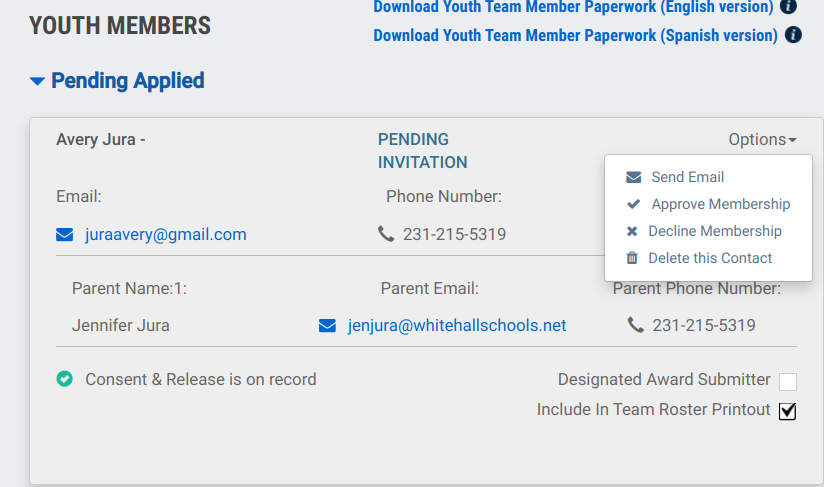 Download Youth Team Member Paperwork (English version)
YOUTH MEMBERS
Download Youth Team Member Paperwork (Spanish version)
Pending Applied
Avery Jura -
PENDING
INVITATION
Options
Send Email
Approve Membership
Decline Membership
Delete this Contact
Email:
Phone Number:
juraavery@gmail.com
231-215-5319
Parent Name:1:
Parent Email:
Parent Phone Number:
Jennifer Jura
jenjura@whitehallschools.net
231-215-5319
Consent & Release is on record
Designated Award Submitter
Include In Team Roster Printout